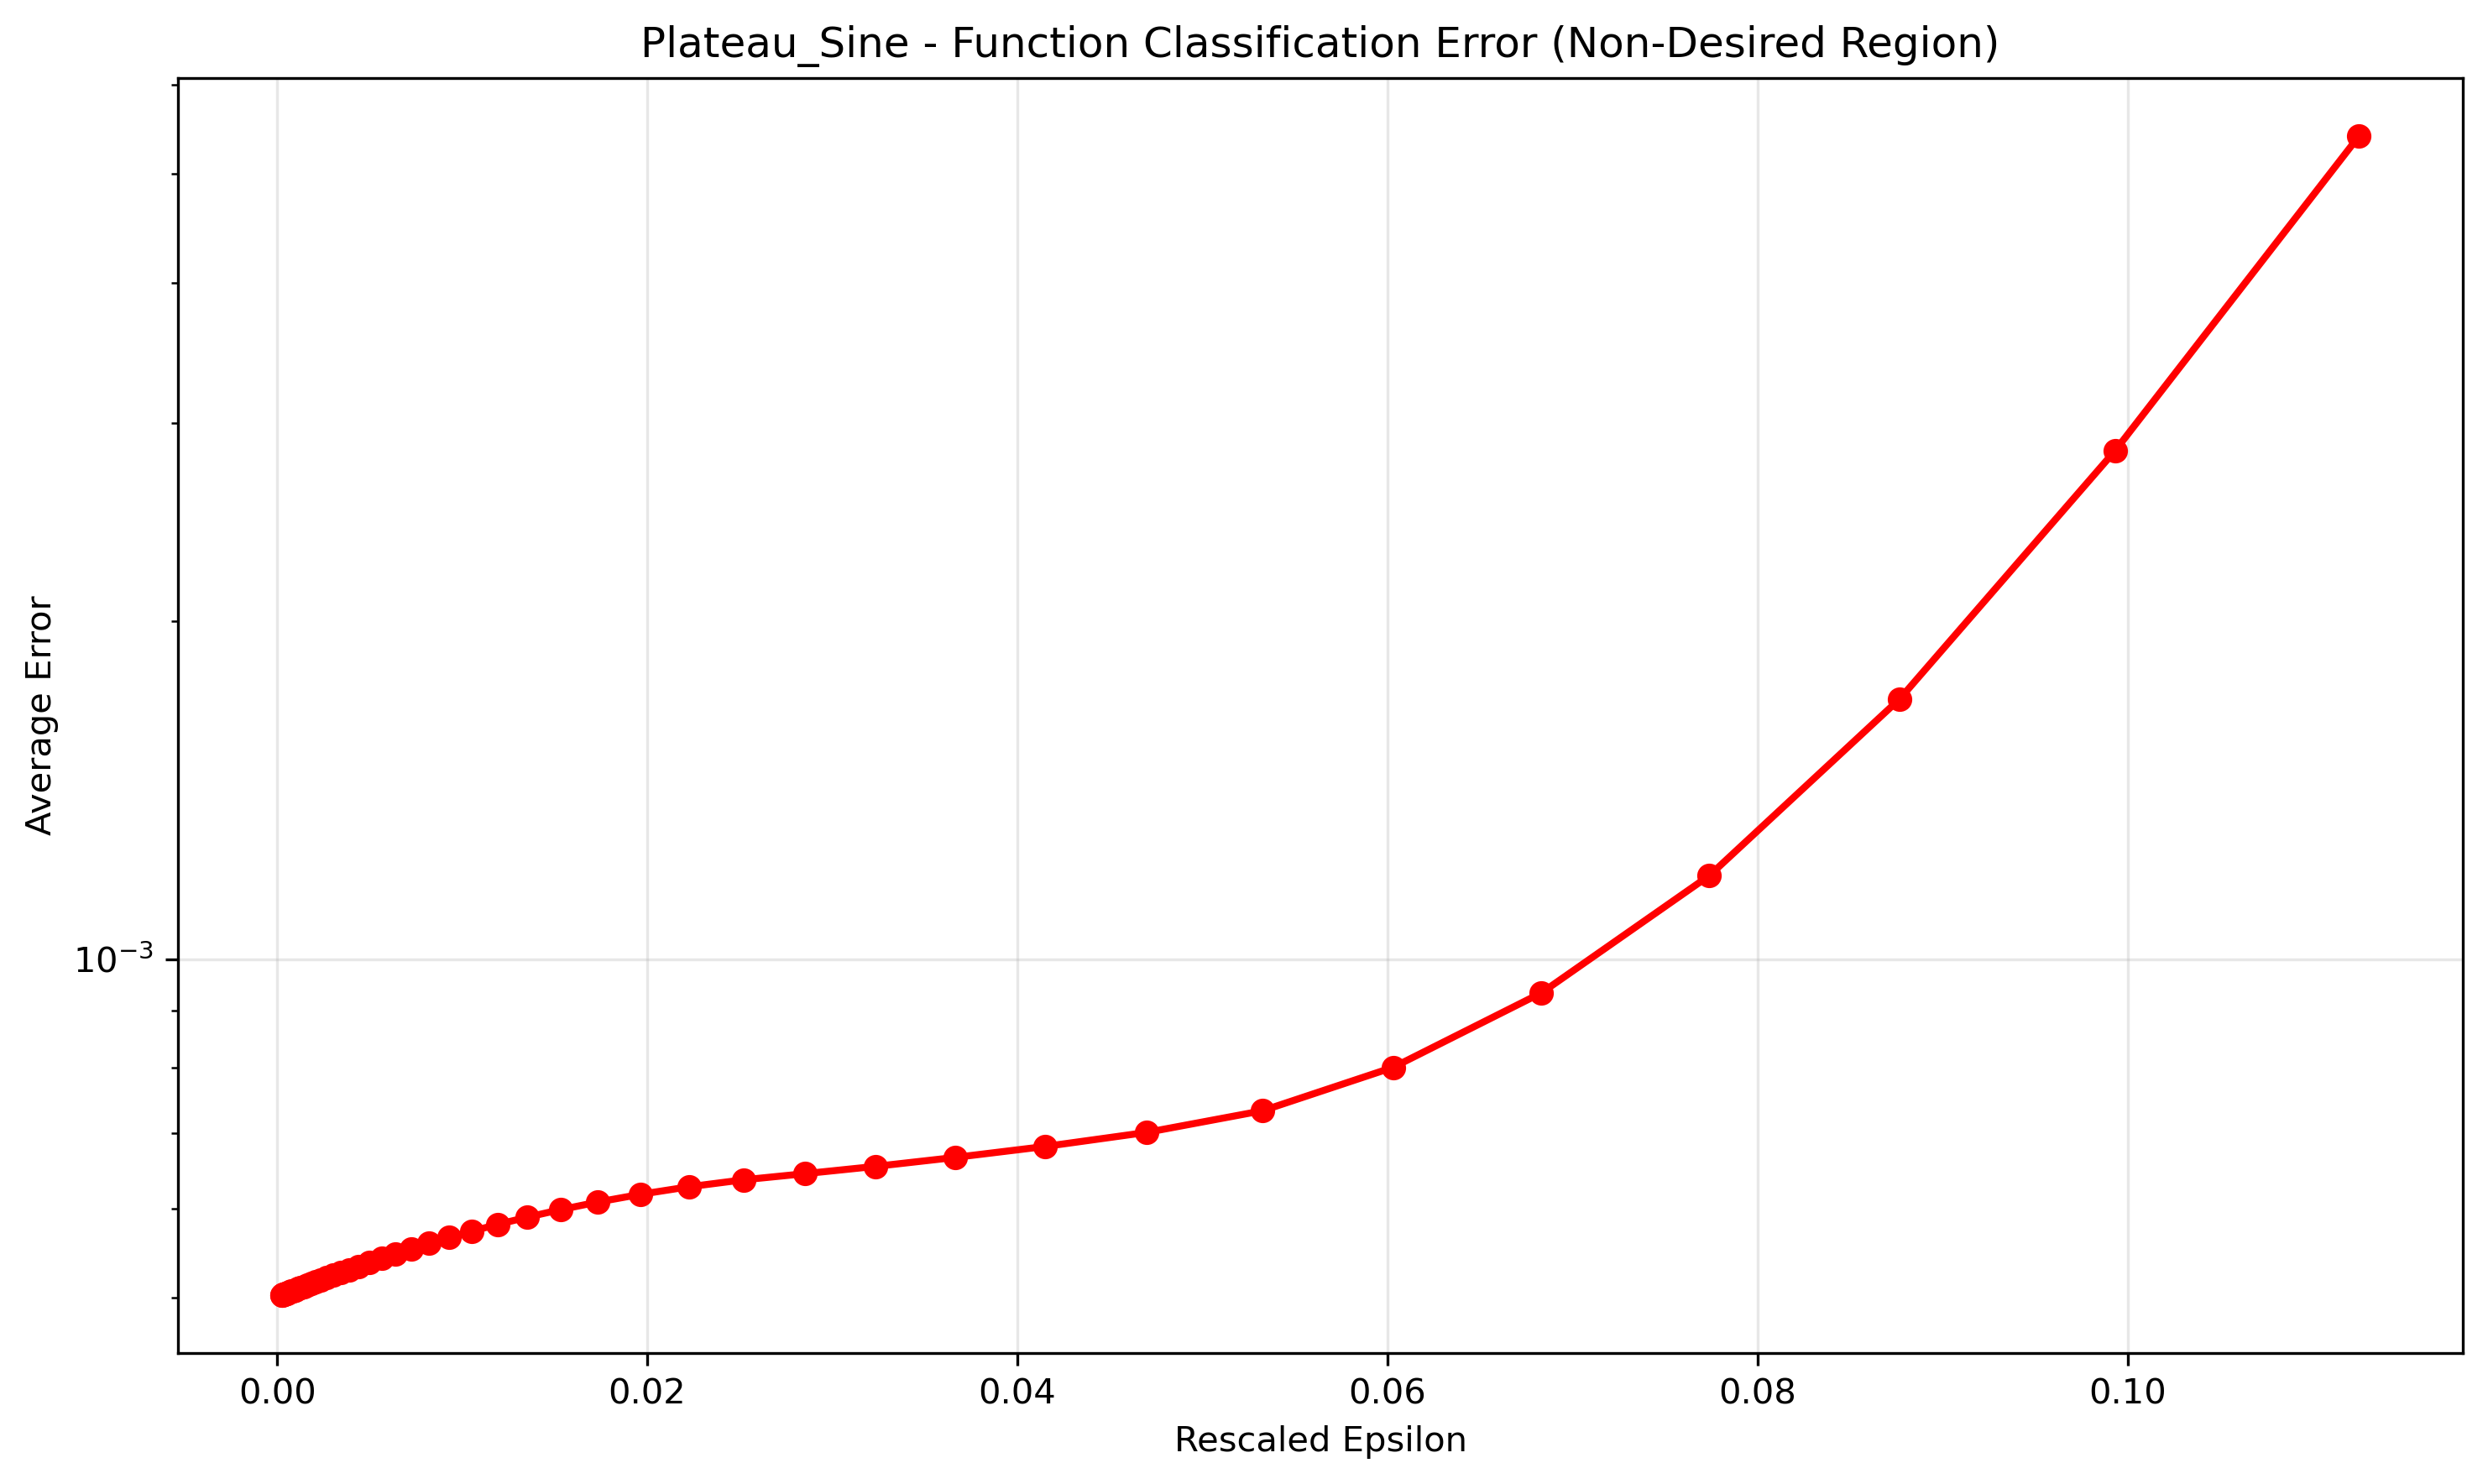 Plateau_Sine - Function Classification Error (Non-Desired Region)
Average Error
10⁻³
0.00 0.02 0.04 0.06 0.08 0.10
Rescaled Epsilon